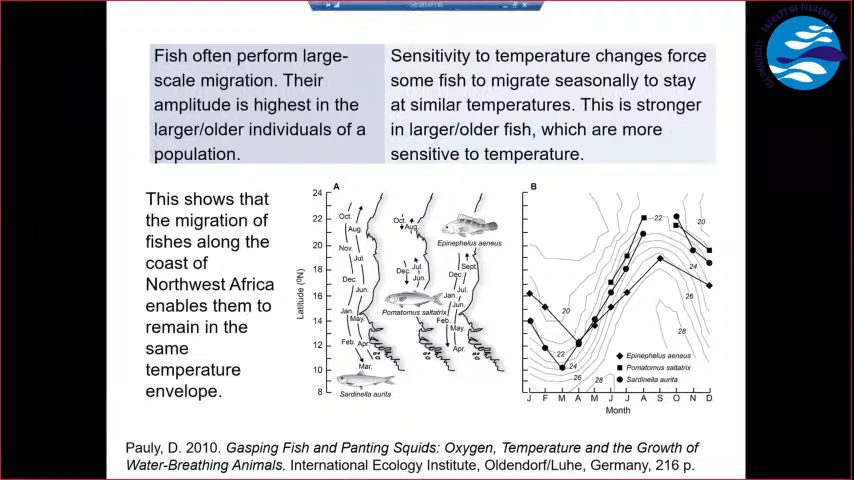 FACULTY OF FISHERIES
Fish often perform large-
scale migration. Their
amplitude is highest in the
larger/older individuals of a
population.
Sensitivity to temperature changes force
some fish to migrate seasonally to stay
at similar temperatures. This is stronger
in larger/older fish, which are more
sensitive to temperature.
This shows that
the migration of
fishes along the
coast of
Northwest Africa
enables them to
remain in the
same
temperature
envelope.
A
24
22
20
18
16
14
12
10
8
Latitude (⁰N)
Oct.
Aug.
Nov.
Jul.
Dec.
Jun.
Jan.
May.
Feb.
Apr.
Mar.
Sardinella aurita
Oct.
Aug.
Jul.
Dec.
Jun.
Pomatomus saltatrix
Epinephelus aeneus
Sept.
Dec.
Jul.
Jan.
Jun.
Feb.
May.
Apr.
B
22
20
24
26
28
20
22
24
26
28
Epinephelus aeneus
Pomatomus saltatrix
Sardinella aurita
J F M A M J J A S O N D
Month
Pauly, D. 2010. Gasping Fish and Panting Squids: Oxygen, Temperature and the Growth of
Water-Breathing Animals. International Ecology Institute, Oldendorf/Luhe, Germany, 216 p.